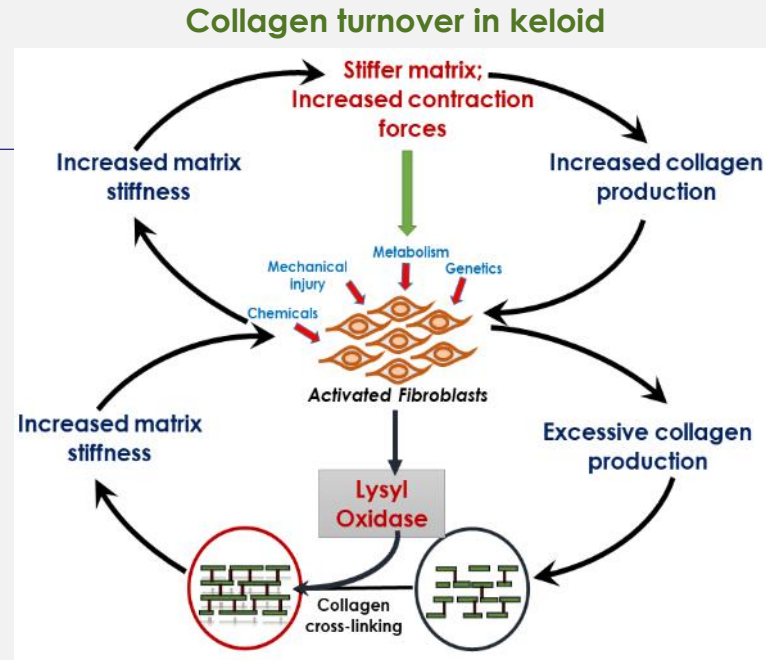 Collagen turnover in keloid
Stiffer matrix;
Increased contraction
forces
Increased matrix
stiffness
Increased collagen
production
Metabolism
Mechanical
injury
Genetics
Chemicals
Activated Fibroblasts
Increased matrix
stiffness
Excessive collagen
production
Lysyl
Oxidase
Collagen
cross-linking